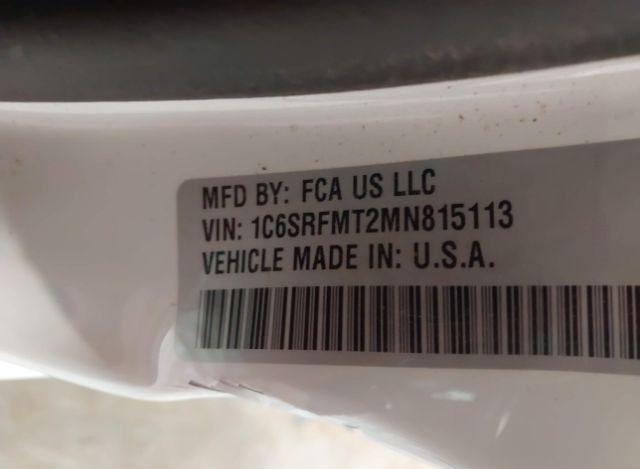 MFD BY: FCA US LLC
VIN: 1C6SRFMT2MN815113
VEHICLE MADE IN: U.S.A.